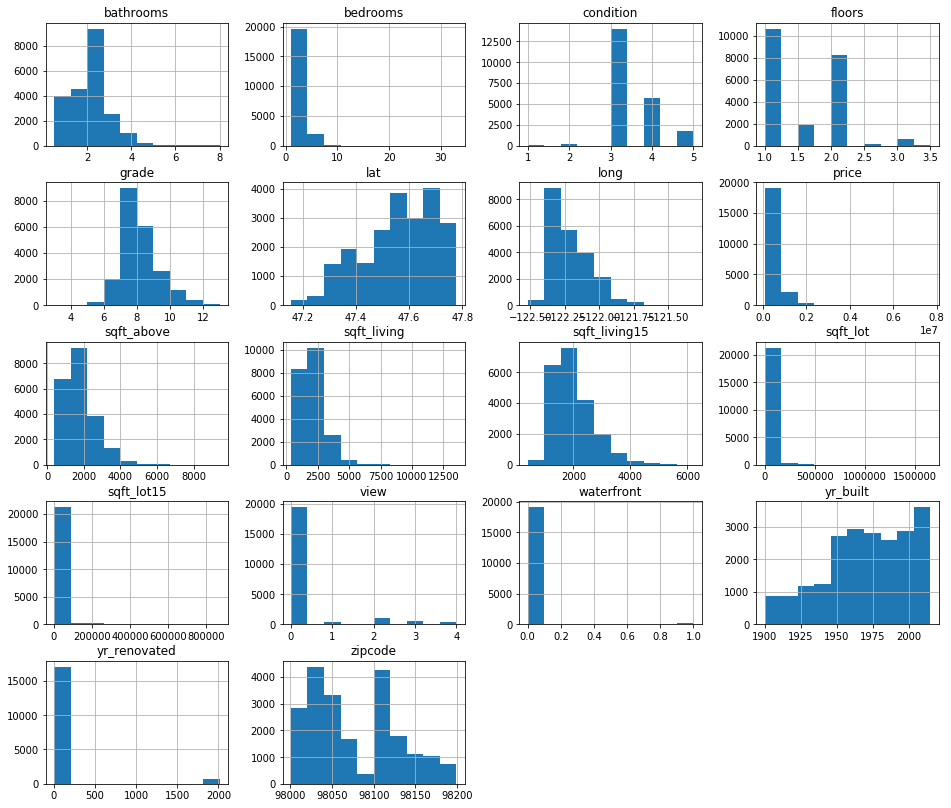 bathrooms bedrooms condition floors
8000 20000 12500 10000
6000 15000 10000 8000
4000 10000 7500 6000
2000 5000 5000 4000
0 0 2500 2000
0 0
2 4 6 8 0 10 20 30 1 2 3 4 5 1.0 1.5 2.0 2.5 3.0 3.5
grade lat long price
8000 4000 8000 20000
6000 3000 6000 15000
4000 2000 4000 10000
2000 1000 2000 5000
0 0 0 0
4 6 8 10 12 47.2 47.4 47.6 47.8 −122.50 −122.25 −122.00 −121.75 −121.50 0.0 0.2 0.4 0.6 0.8
1e7
sqft_above sqft_living sqft_living15 sqft_lot
8000 10000 6000 20000
6000 8000 4000 15000
4000 6000 2000 10000
2000 4000 0 5000
0 2000 0
0
0 2000 4000 6000 8000 0 2500 5000 7500 10000 12500 2000 4000 6000 0 500000 1000000 1500000
sqft_lot15 view waterfront yr_built
20000 20000 20000 3000
15000 15000 15000 2000
10000 10000 10000 1000
5000 5000 5000 0
0 0 0
0 200000 400000 600000 800000 0 1 2 3 4 0.0 0.2 0.4 0.6 0.8 1.0 1900 1925 1950 1975 2000
yr_renovated zipcode
15000 4000
10000 3000
5000 2000
0 1000
0
0 500 1000 1500 2000 98000 98050 98100 98150 98200